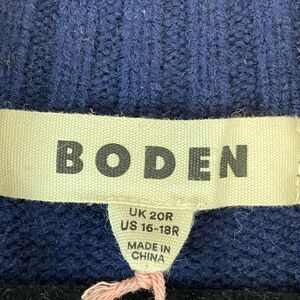 BODEN
UK 20R
US 16-18R
MADE IN
CHINA